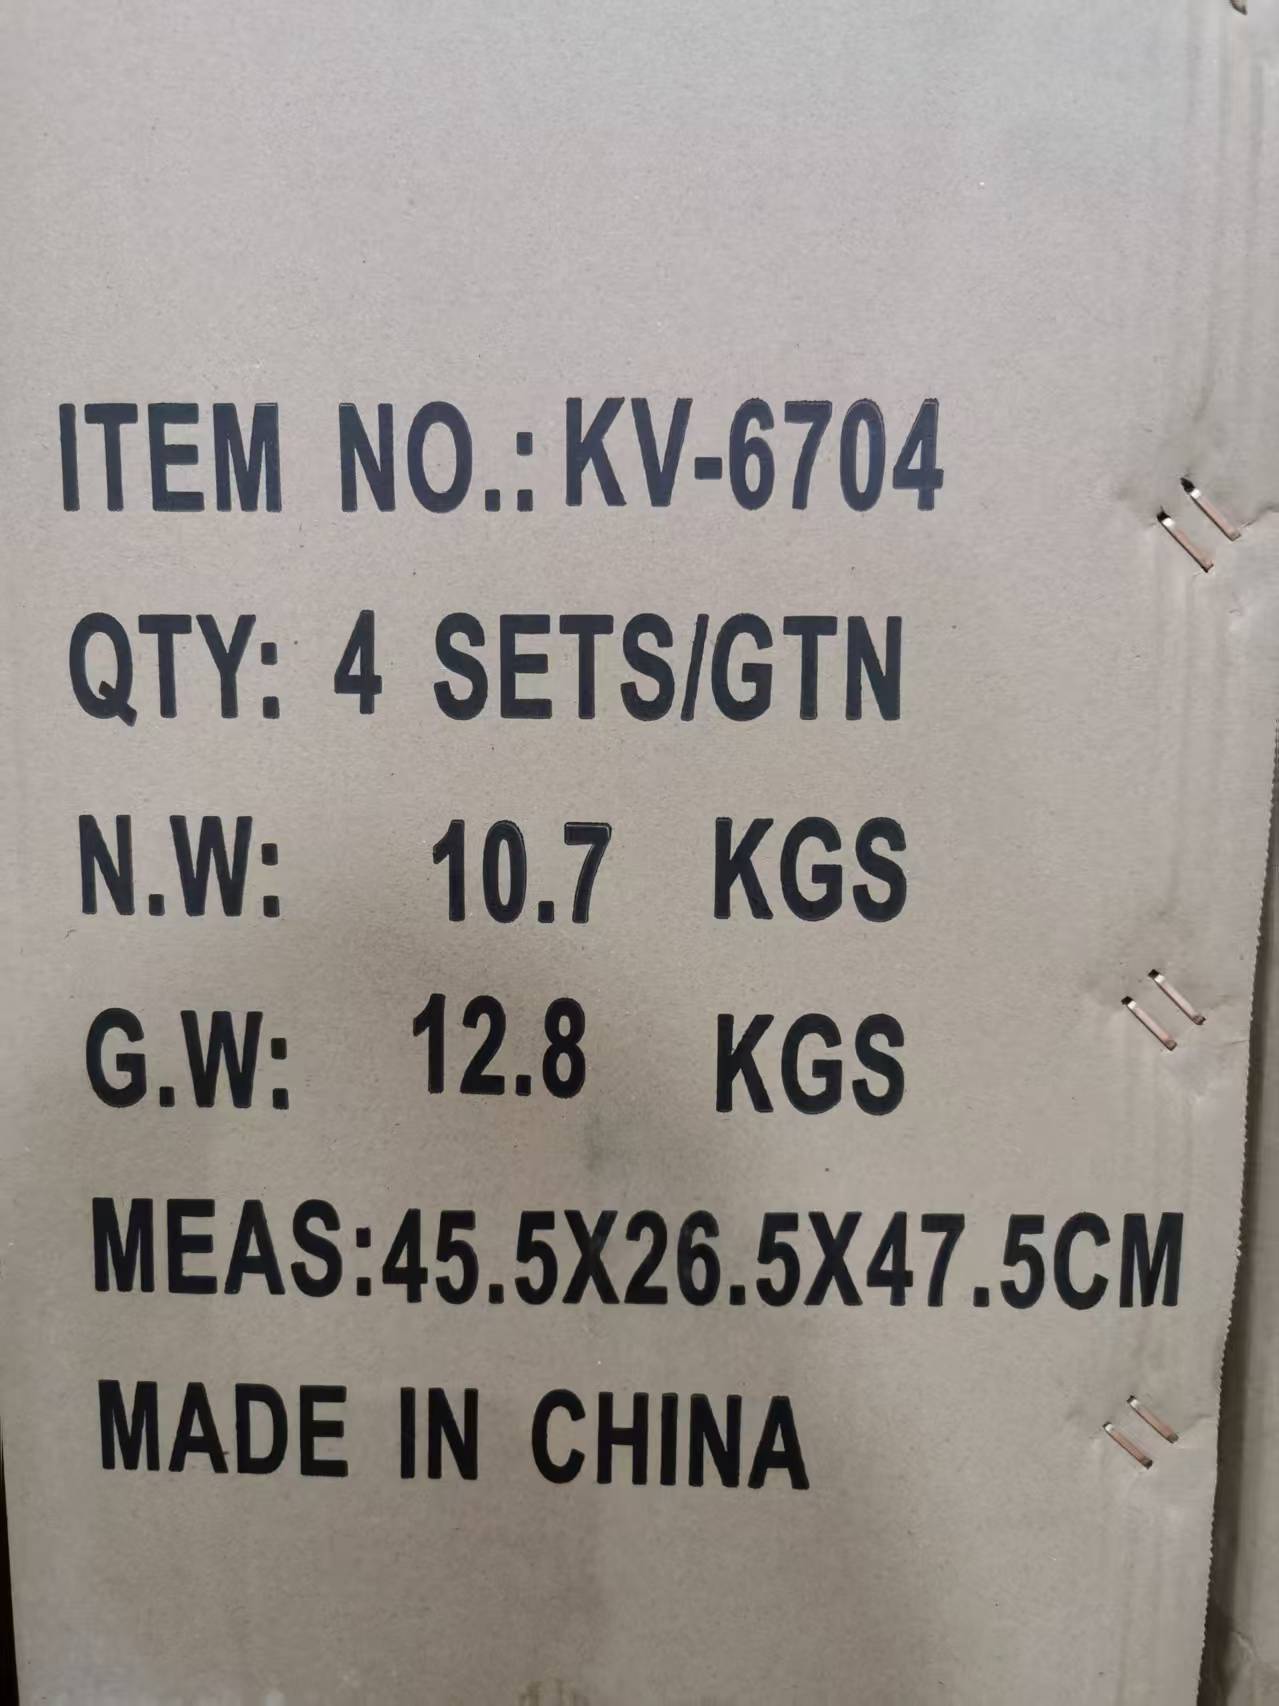 ITEM NO.: KV-6704
QTY: 4 SETS/GTN
N.W: 10.7 KGS
G.W: 12.8 KGS
MEAS:45.5X26.5X47.5CM
MADE IN CHINA